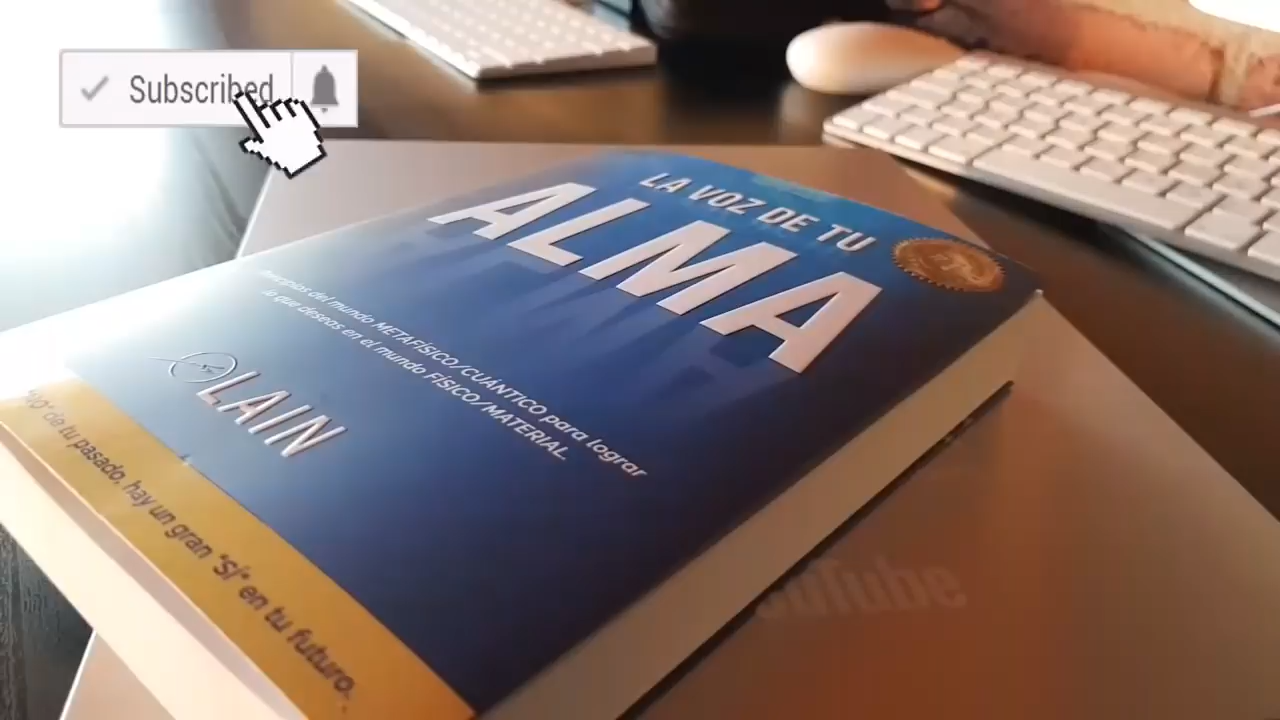 Subscribed
LA VOZ DE TU
ALMA
Principios del mundo METAFÍSICO/CUÁNTICO para lograr
lo que deseas en el mundo FÍSICO/MATERIAL.
LAIN
"NO" de tu pasado, hay un gran "SÍ" en tu futuro.